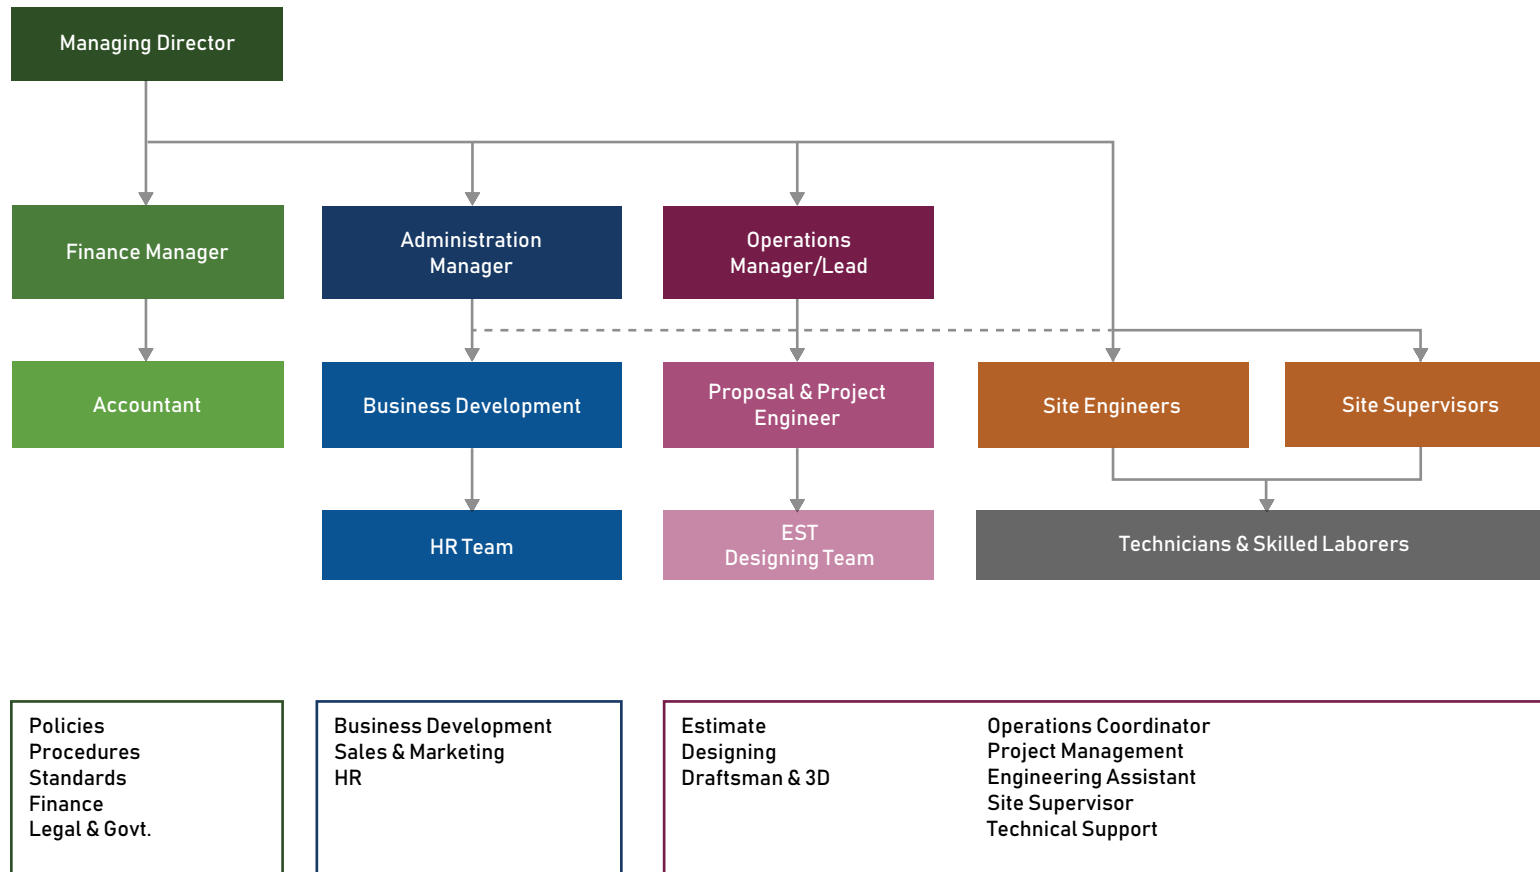 Managing Director
Finance Manager
Administration
Manager
Operations
Manager/Lead
Accountant
Business Development
Proposal & Project
Engineer
Site Engineers
Site Supervisors
HR Team
EST
Designing Team
Technicians & Skilled Laborers
Policies
Procedures
Standards
Finance
Legal & Govt.
Business Development
Sales & Marketing
HR
Estimate
Designing
Draftsman & 3D
Operations Coordinator
Project Management
Engineering Assistant
Site Supervisor
Technical Support